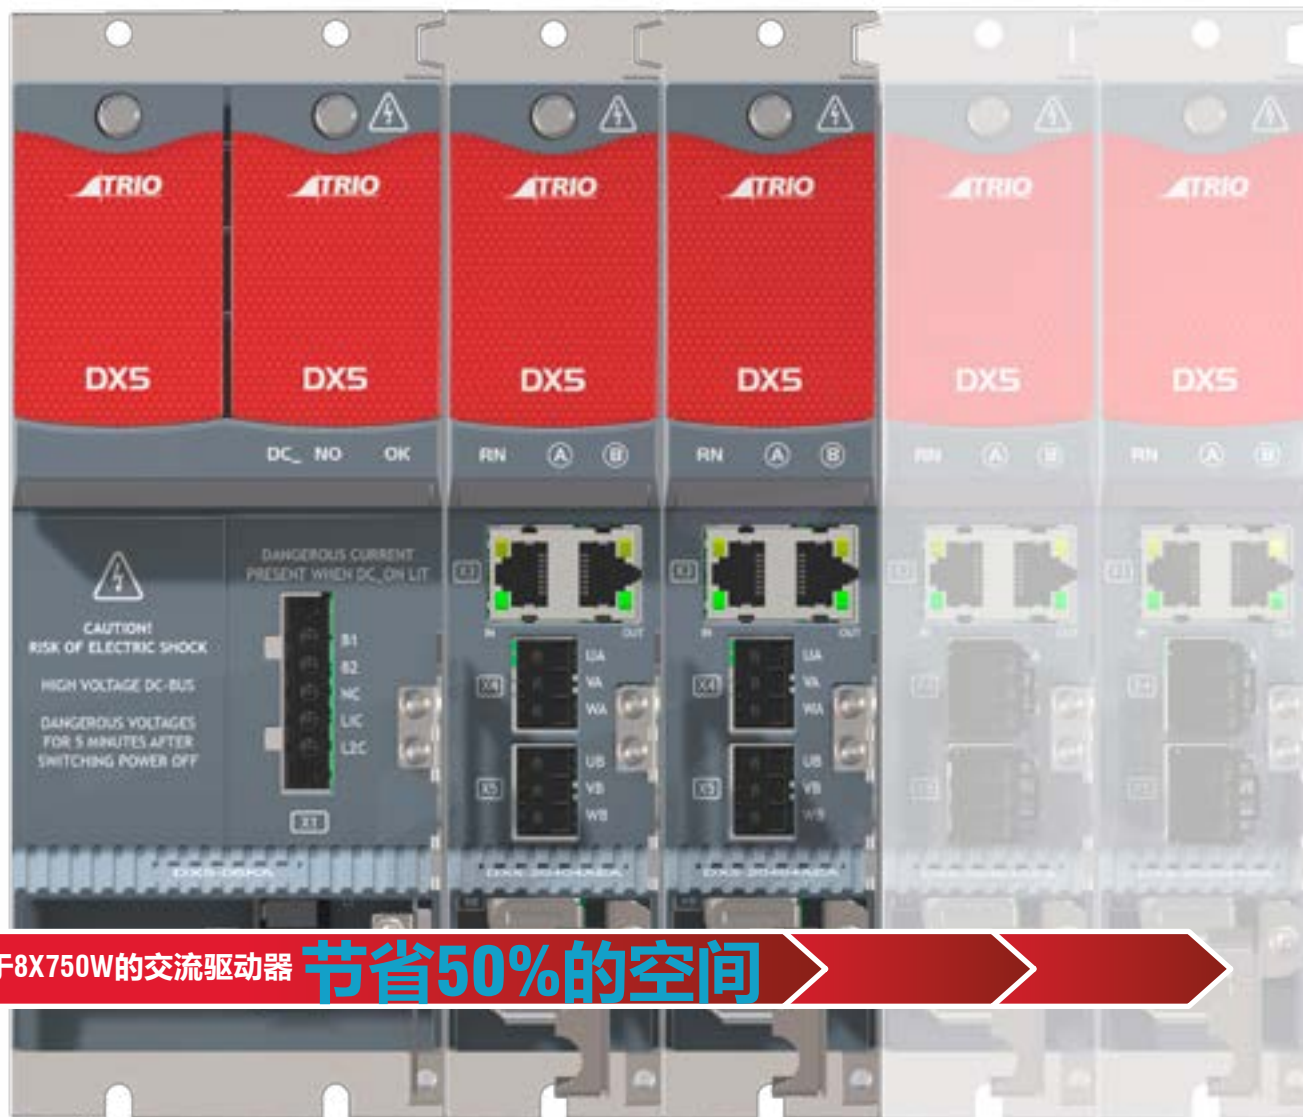 TRIO
TRIO
TRIO
TRIO
TRIO
TRIO
DX5
DX5
DX5
DX5
DX5
DX5
DC_ NO OK
RN A B
RN A B
RN A B
RN A B
CAUTION!
RISK OF ELECTRIC SHOCK
HIGH VOLTAGE DC-BUS
DANGEROUS VOLTAGES
FOR 5 MINUTES AFTER
SWITCHING POWER OFF
DANGEROUS CURRENT
PRESENT WHEN DC_ON LIT
B1
B2
NC
L1C
L2C
X1
X3
IN OUT
X4
UA
VA
WA
X5
UB
VB
WB
X3
IN OUT
X4
UA
VA
WA
X5
UB
VB
WB
于8X750W的交流驱动器 节省50%的空间